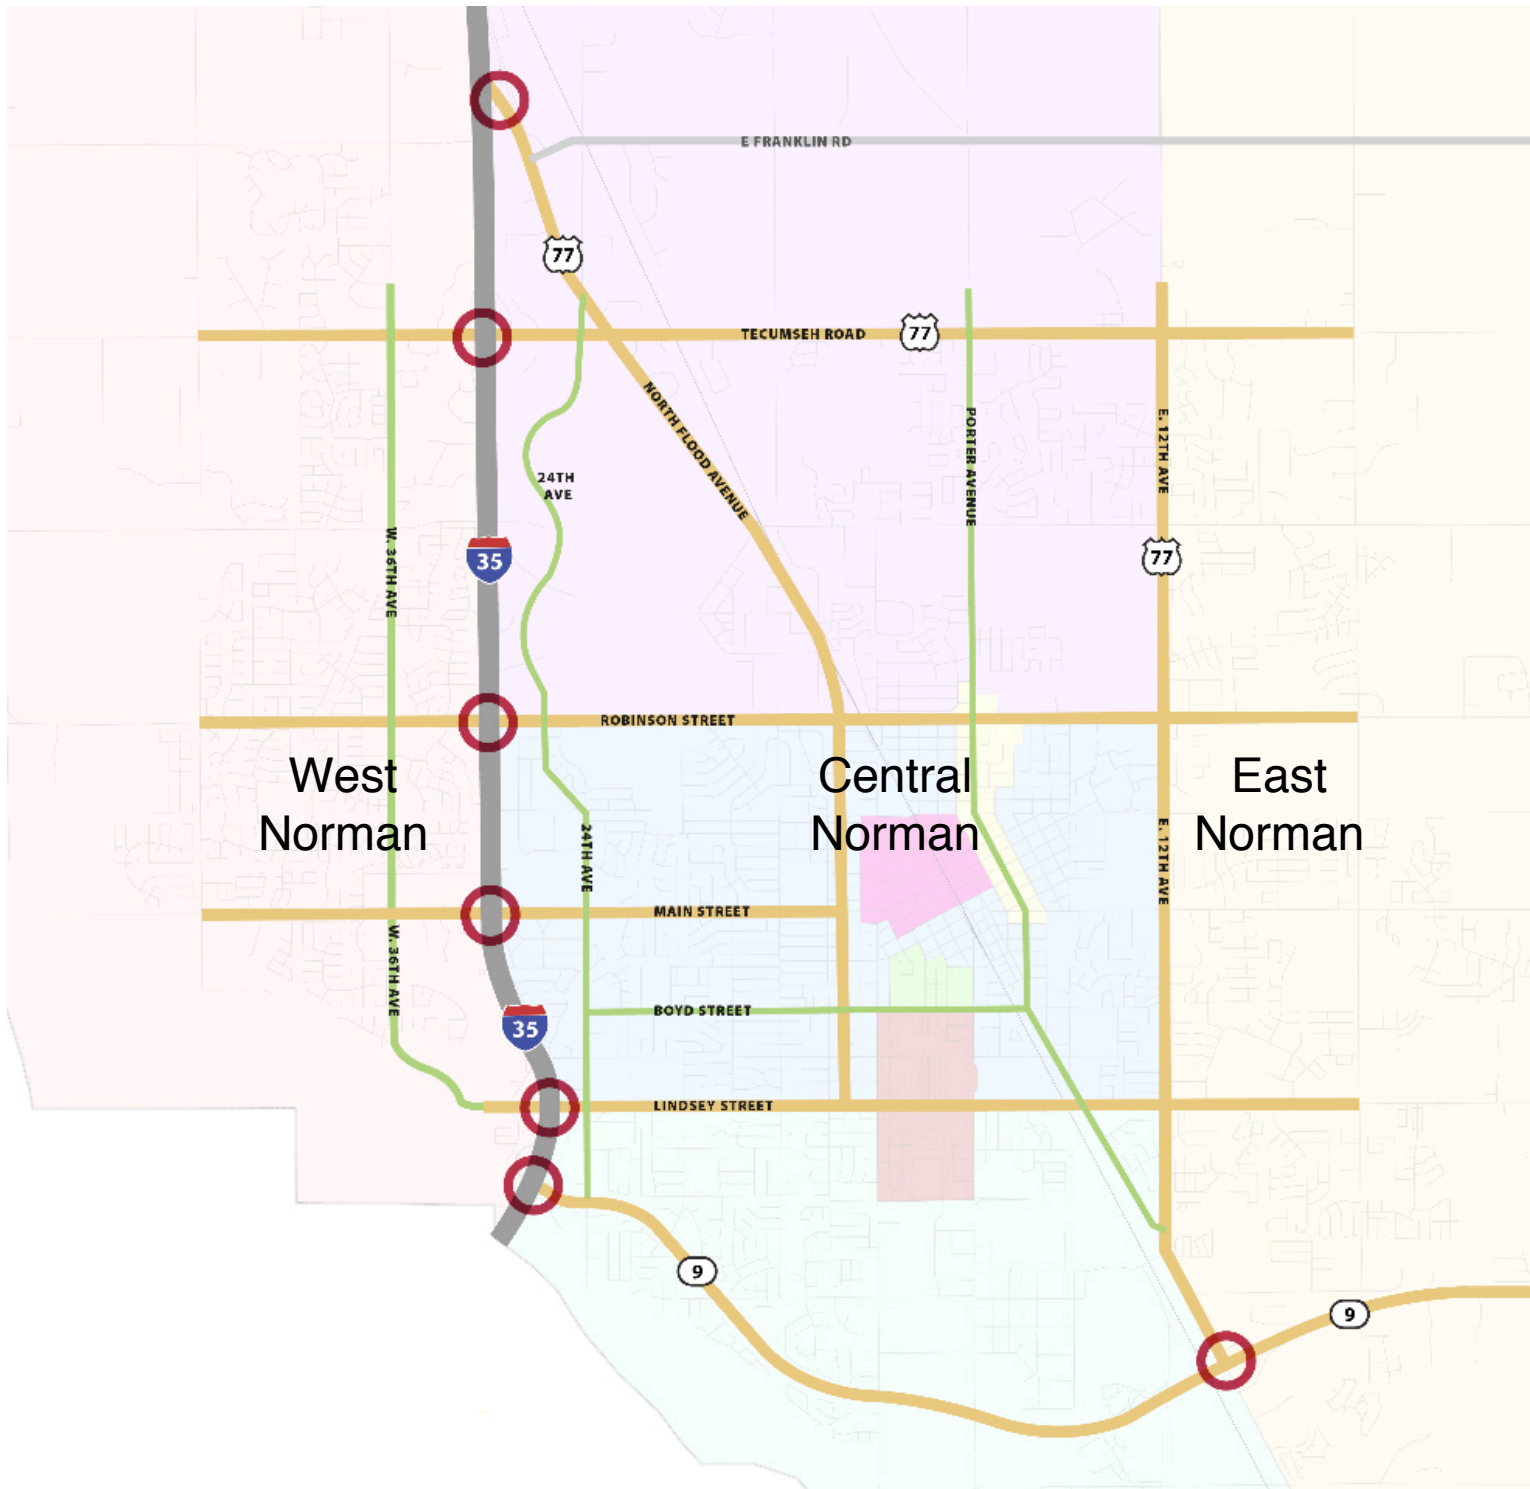 E FRANKLIN RD
77
TECUMSEH ROAD
77
NORTH FLOOD AVENUE
PORTER AVENUE
E. 12TH AVE
24TH
AVE
W. 36TH AVE
35
77
ROBINSON STREET
West
Norman
Central
Norman
East
Norman
24TH AVE
E. 12TH AVE
MAIN STREET
W. 36TH AVE
BOYD STREET
35
LINDSEY STREET
9
9